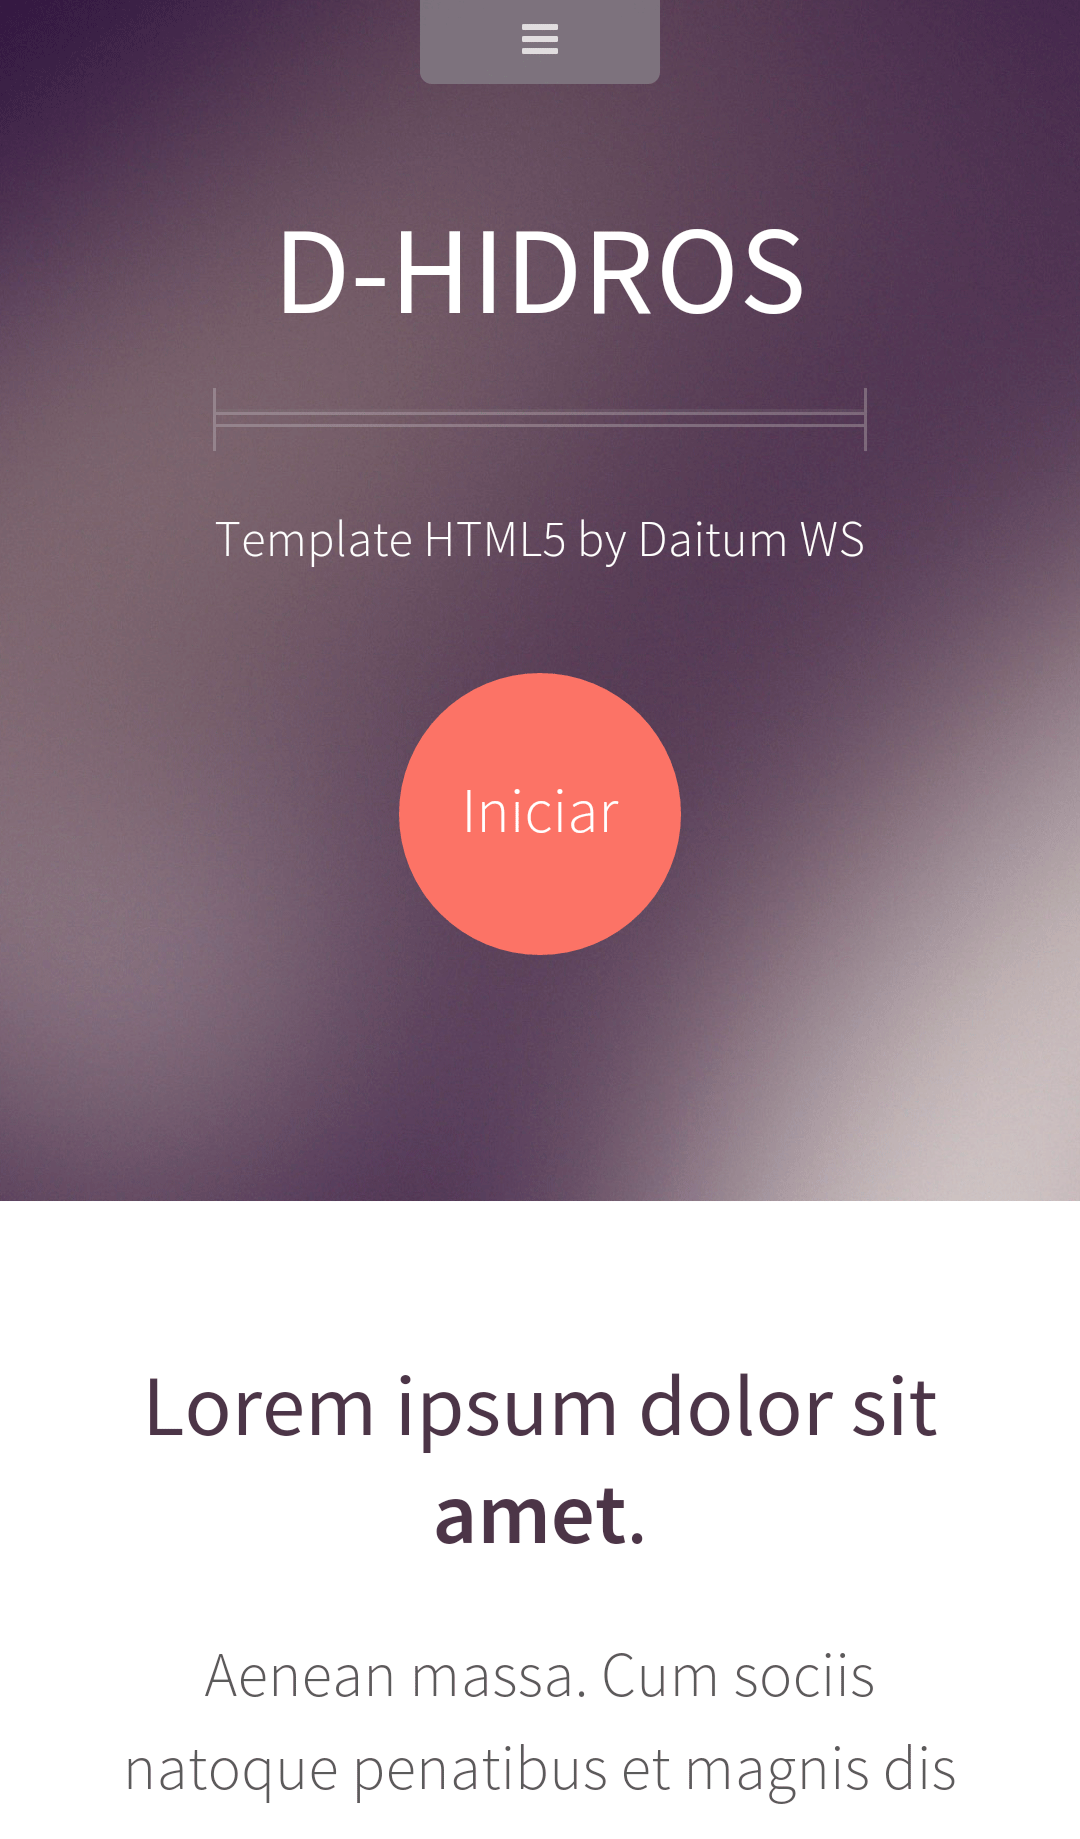 D-HIDROS
Template HTML5 by Daitum WS
Iniciar
Lorem ipsum dolor sit
amet.
Aenean massa. Cum sociis
natoque penatibus et magnis dis